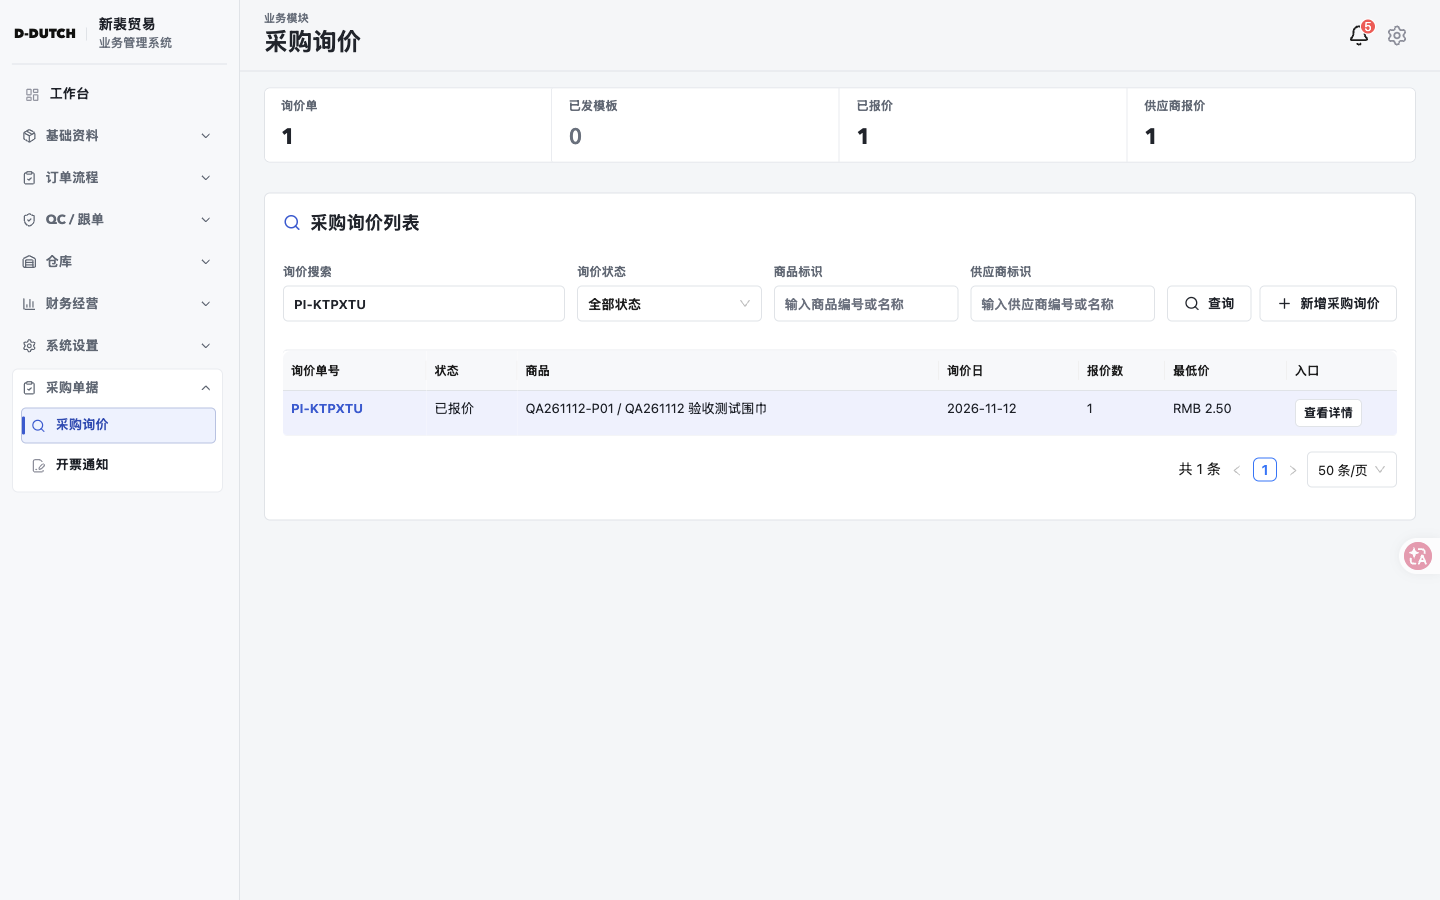 D-DUTCH
新裴贸易
业务管理系统
工作台
基础资料
订单流程
QC / 跟单
仓库
财务经营
系统设置
采购单据
采购询价
开票通知
业务模块
采购询价
5
询价单
1
已发模板
0
已报价
1
供应商报价
1
采购询价列表
询价搜索
询价状态
商品标识
供应商标识
PI-KTPXTU
全部状态
输入商品编号或名称
输入供应商编号或名称
查询
新增采购询价
询价单号
状态
商品
询价日
报价数
最低价
入口
PI-KTPXTU
已报价
QA261112-P01 / QA261112 验收测试围巾
2026-11-12
1
RMB 2.50
查看详情
共 1 条
1
50 条/页